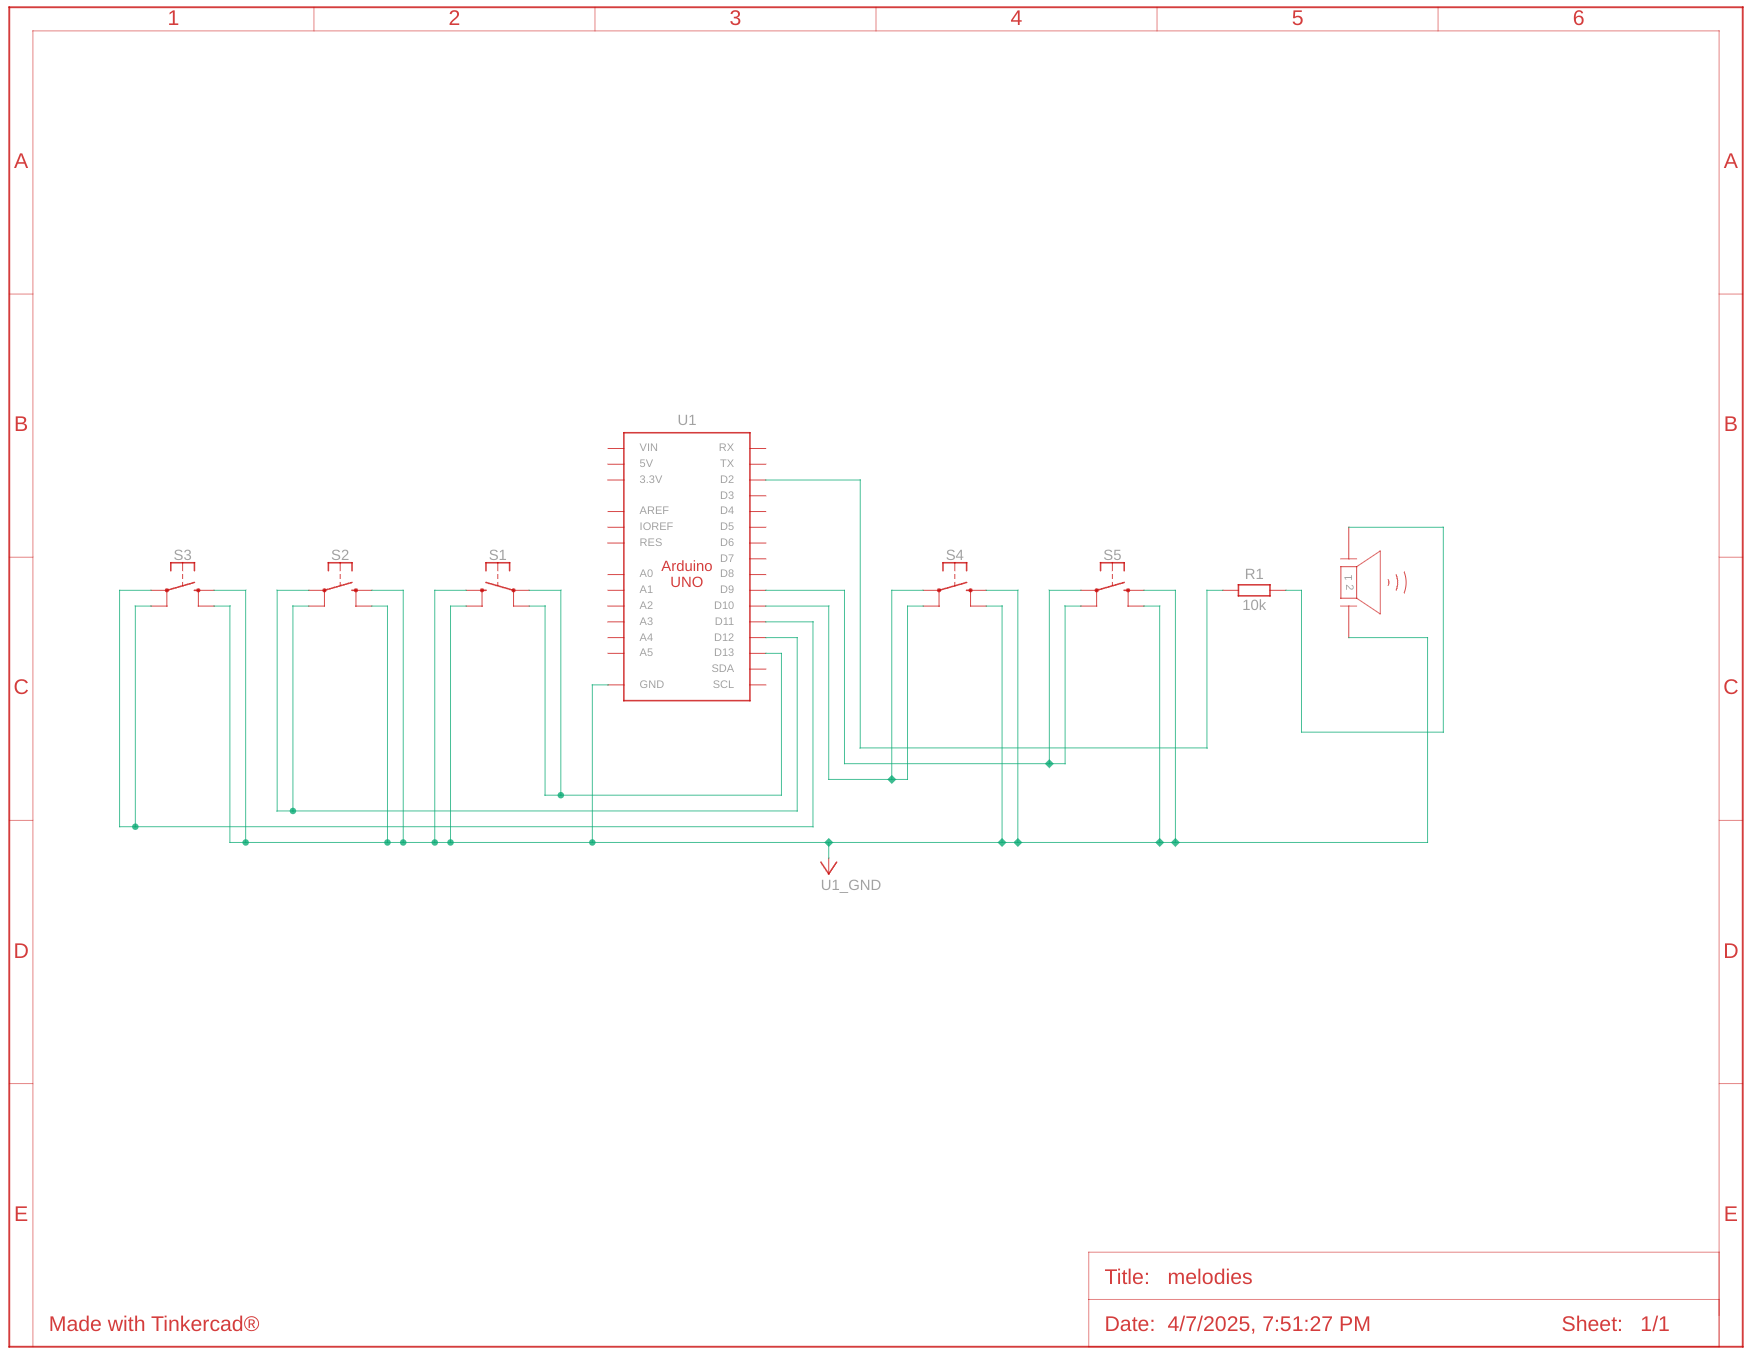 1 2 3 4 5 6
A A
B B
U1
VIN RX
5V TX
3.3V D2
D3
AREF D4
IOREF D5
RES D6
S3 S2 S1 D7 S4 S5
Arduino
A0 D8 R1
UNO
A1 D9 1 2
A2 D10 10k
A3 D11
A4 D12
A5 D13
SDA
C GND SCL C
U1_GND
D D
E E
Title: melodies
Made with Tinkercad® Date: 4/7/2025, 7:51:27 PM Sheet: 1/1